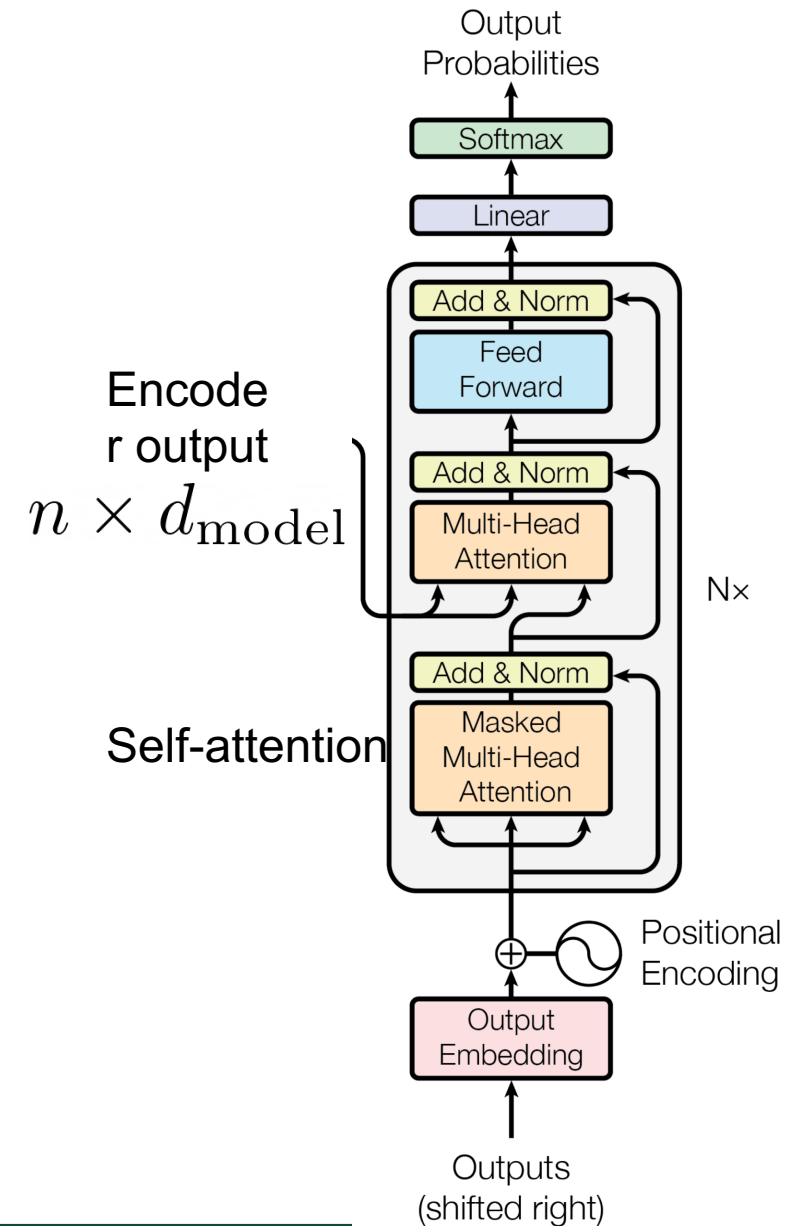 Output
Probabilities
Softmax
Linear
Add & Norm
Feed
Forward
Encode
r output
n × d_model
Add & Norm
Multi-Head
Attention
N×
Add & Norm
Self-attention
Masked
Multi-Head
Attention
Positional
Encoding
Output
Embedding
Outputs
(shifted right)